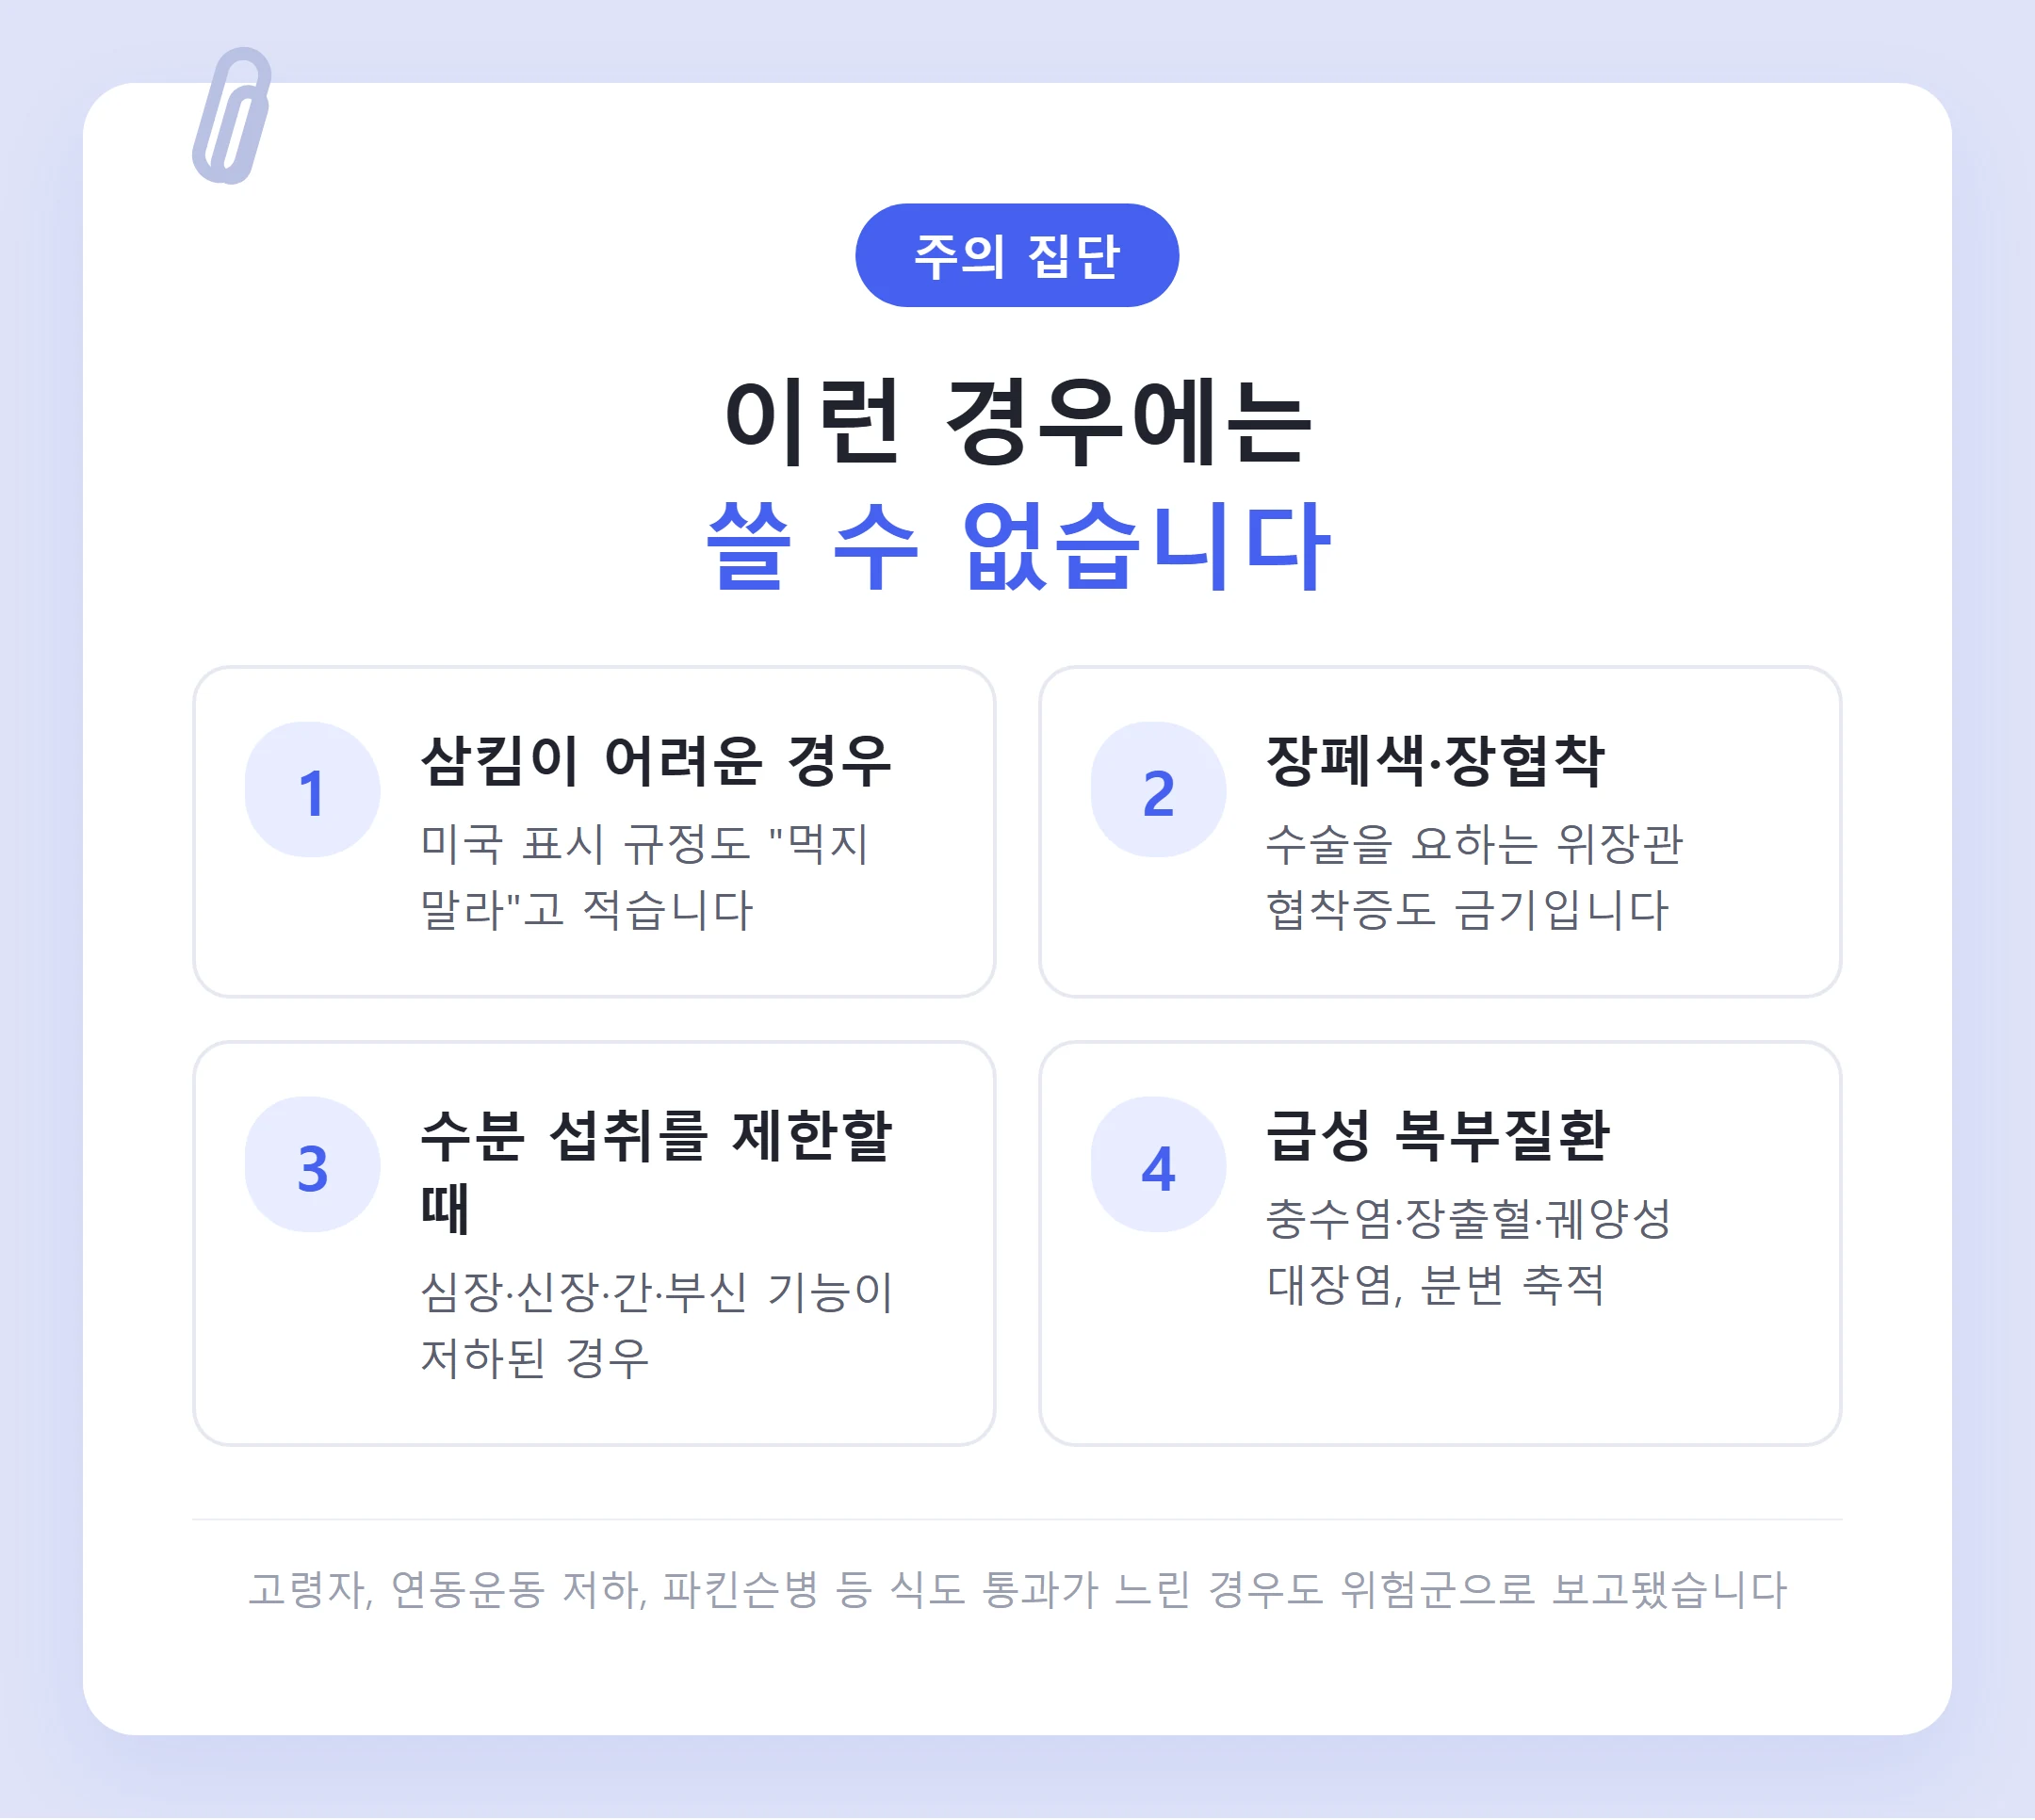 주의 집단
이런 경우에는
쓸 수 없습니다
1
삼킴이 어려운 경우
미국 표시 규정도 "먹지
말라"고 적습니다
2
장폐색·장협착
수술을 요하는 위장관
협착증도 금기입니다
3
수분 섭취를 제한할
때
심장·신장·간·부신 기능이
저하된 경우
4
급성 복부질환
충수염·장출혈·궤양성
대장염, 분변 축적
고령자, 연동운동 저하, 파킨슨병 등 식도 통과가 느린 경우도 위험군으로 보고됐습니다